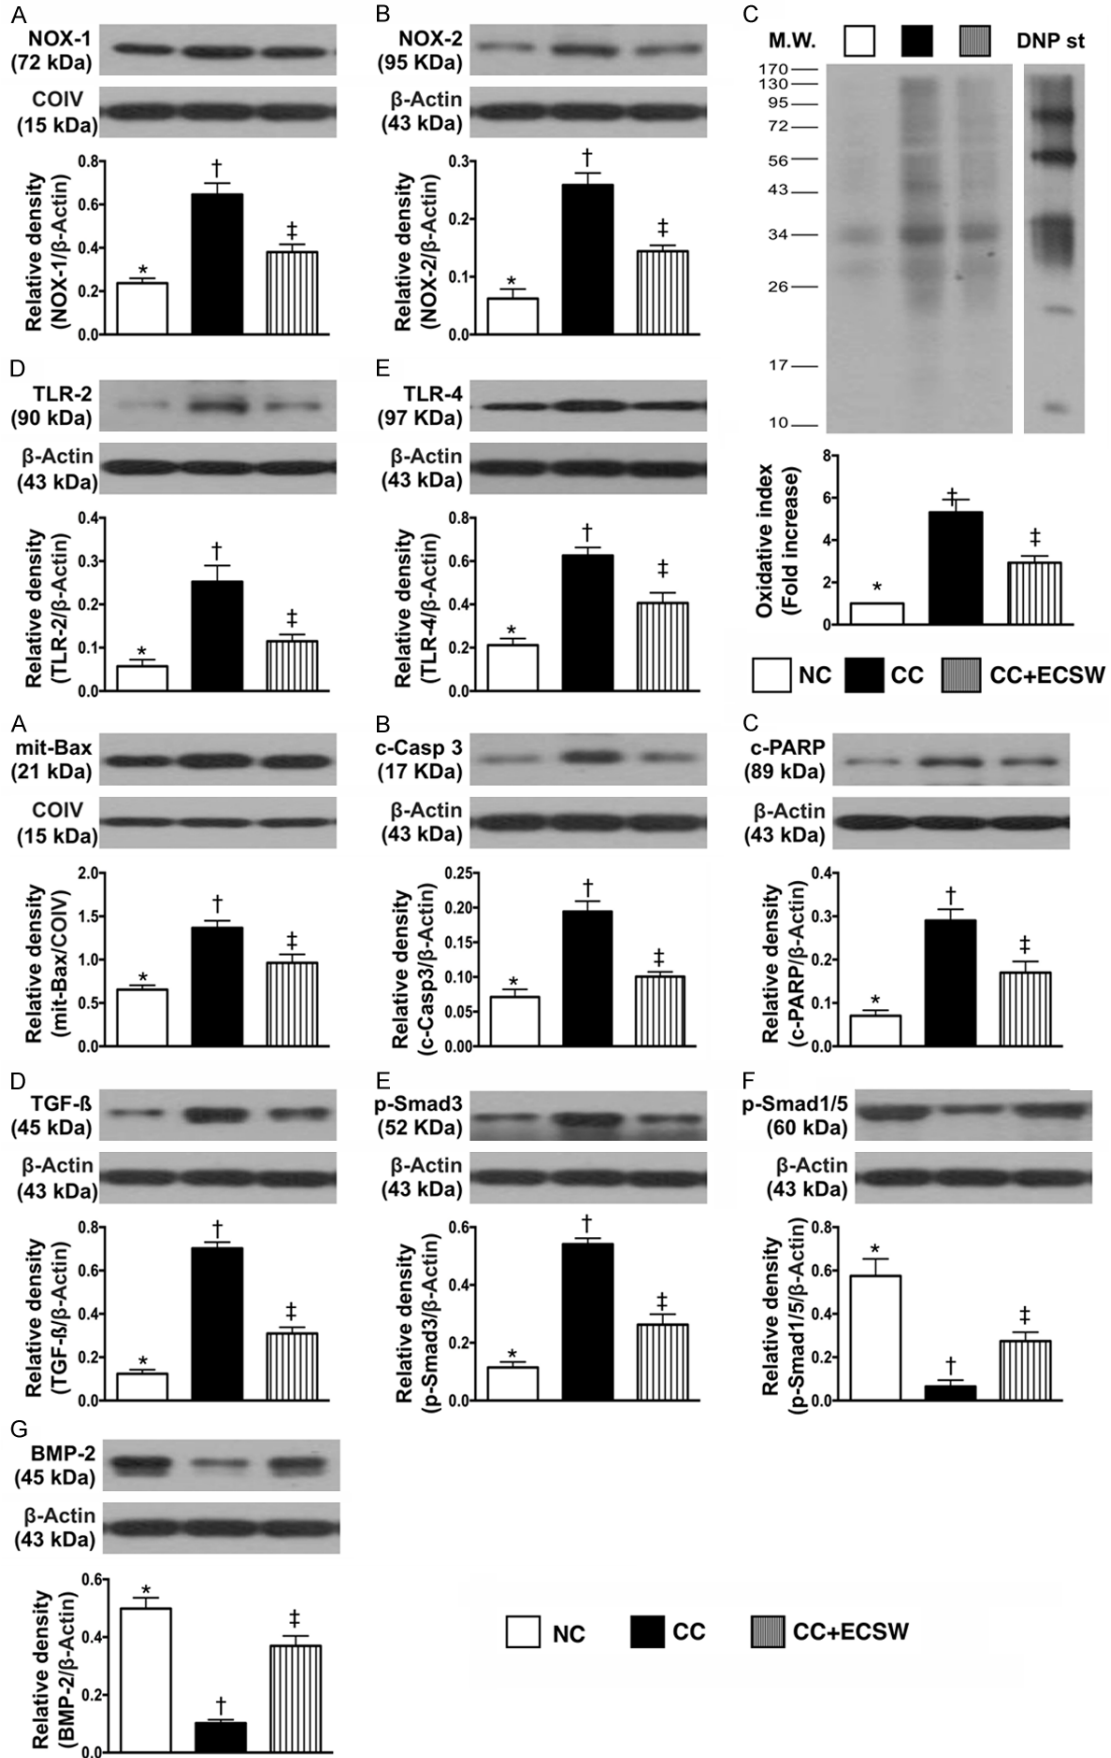 A
NOX-1
(72 kDa)
COIV
(15 kDa)
Relative density
(NOX-1/β-Actin)
0.8
0.6
0.4
0.2
0.0
*
†
‡
B
NOX-2
(95 KDa)
β-Actin
(43 kDa)
Relative density
(NOX-2/β-Actin)
0.3
0.2
0.1
0.0
*
†
‡
C
M.W.
DNP st
170
130
95
72
56
43
34
26
17
10
Oxidative index
(Fold increase)
8
6
4
2
0
*
‡
‡
NC
CC
CC+ECSW
D
TLR-2
(90 kDa)
β-Actin
(43 kDa)
Relative density
(TLR-2/β-Actin)
0.4
0.3
0.2
0.1
0.0
*
†
‡
E
TLR-4
(97 KDa)
β-Actin
(43 kDa)
Relative density
(TLR-4/β-Actin)
0.8
0.6
0.4
0.2
0.0
*
†
‡
A
mit-Bax
(21 kDa)
COIV
(15 kDa)
Relative density
(mit-Bax/COIV)
2.0
1.5
1.0
0.5
0.0
*
†
‡
B
c-Casp 3
(17 KDa)
β-Actin
(43 kDa)
Relative density
(c-Casp3/β-Actin)
0.25
0.20
0.15
0.10
0.05
0.00
*
†
‡
C
c-PARP
(89 kDa)
β-Actin
(43 kDa)
Relative density
(c-PARP/β-Actin)
0.4
0.3
0.2
0.1
0.0
*
†
‡
D
TGF-ß
(45 kDa)
β-Actin
(43 kDa)
Relative density
(TGF-ß/β-Actin)
0.8
0.6
0.4
0.2
0.0
*
†
‡
E
p-Smad3
(52 KDa)
β-Actin
(43 kDa)
Relative density
(p-Smad3/β-Actin)
0.6
0.4
0.2
0.0
*
†
‡
F
p-Smad1/5
(60 kDa)
β-Actin
(43 kDa)
Relative density
(p-Smad1/5/β-Actin)
0.8
0.6
0.4
0.2
0.0
*
†
‡
G
BMP-2
(45 kDa)
β-Actin
(43 kDa)
Relative density
(BMP-2/β-Actin)
0.6
0.4
0.2
0.0
*
†
‡
NC
CC
CC+ECSW